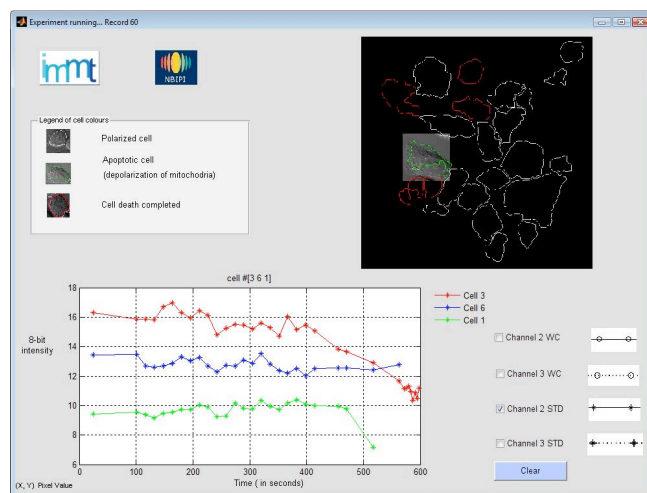 Experiment running... Record 60
immt
NBIPI
Legend of cell colours
Polarized cell
Apoptotic cell
(depolarization of mitochodria)
Cell death completed
cell #[3 6 1]
18
16
14
12
10
8
6
8-bit
intensity
0
100
200
300
400
500
600
Time ( in seconds)
Cell 3
Cell 6
Cell 1
Channel 2 WC
Channel 3 WC
Channel 2 STD
Channel 3 STD
Clear
(X, Y) Pixel Value